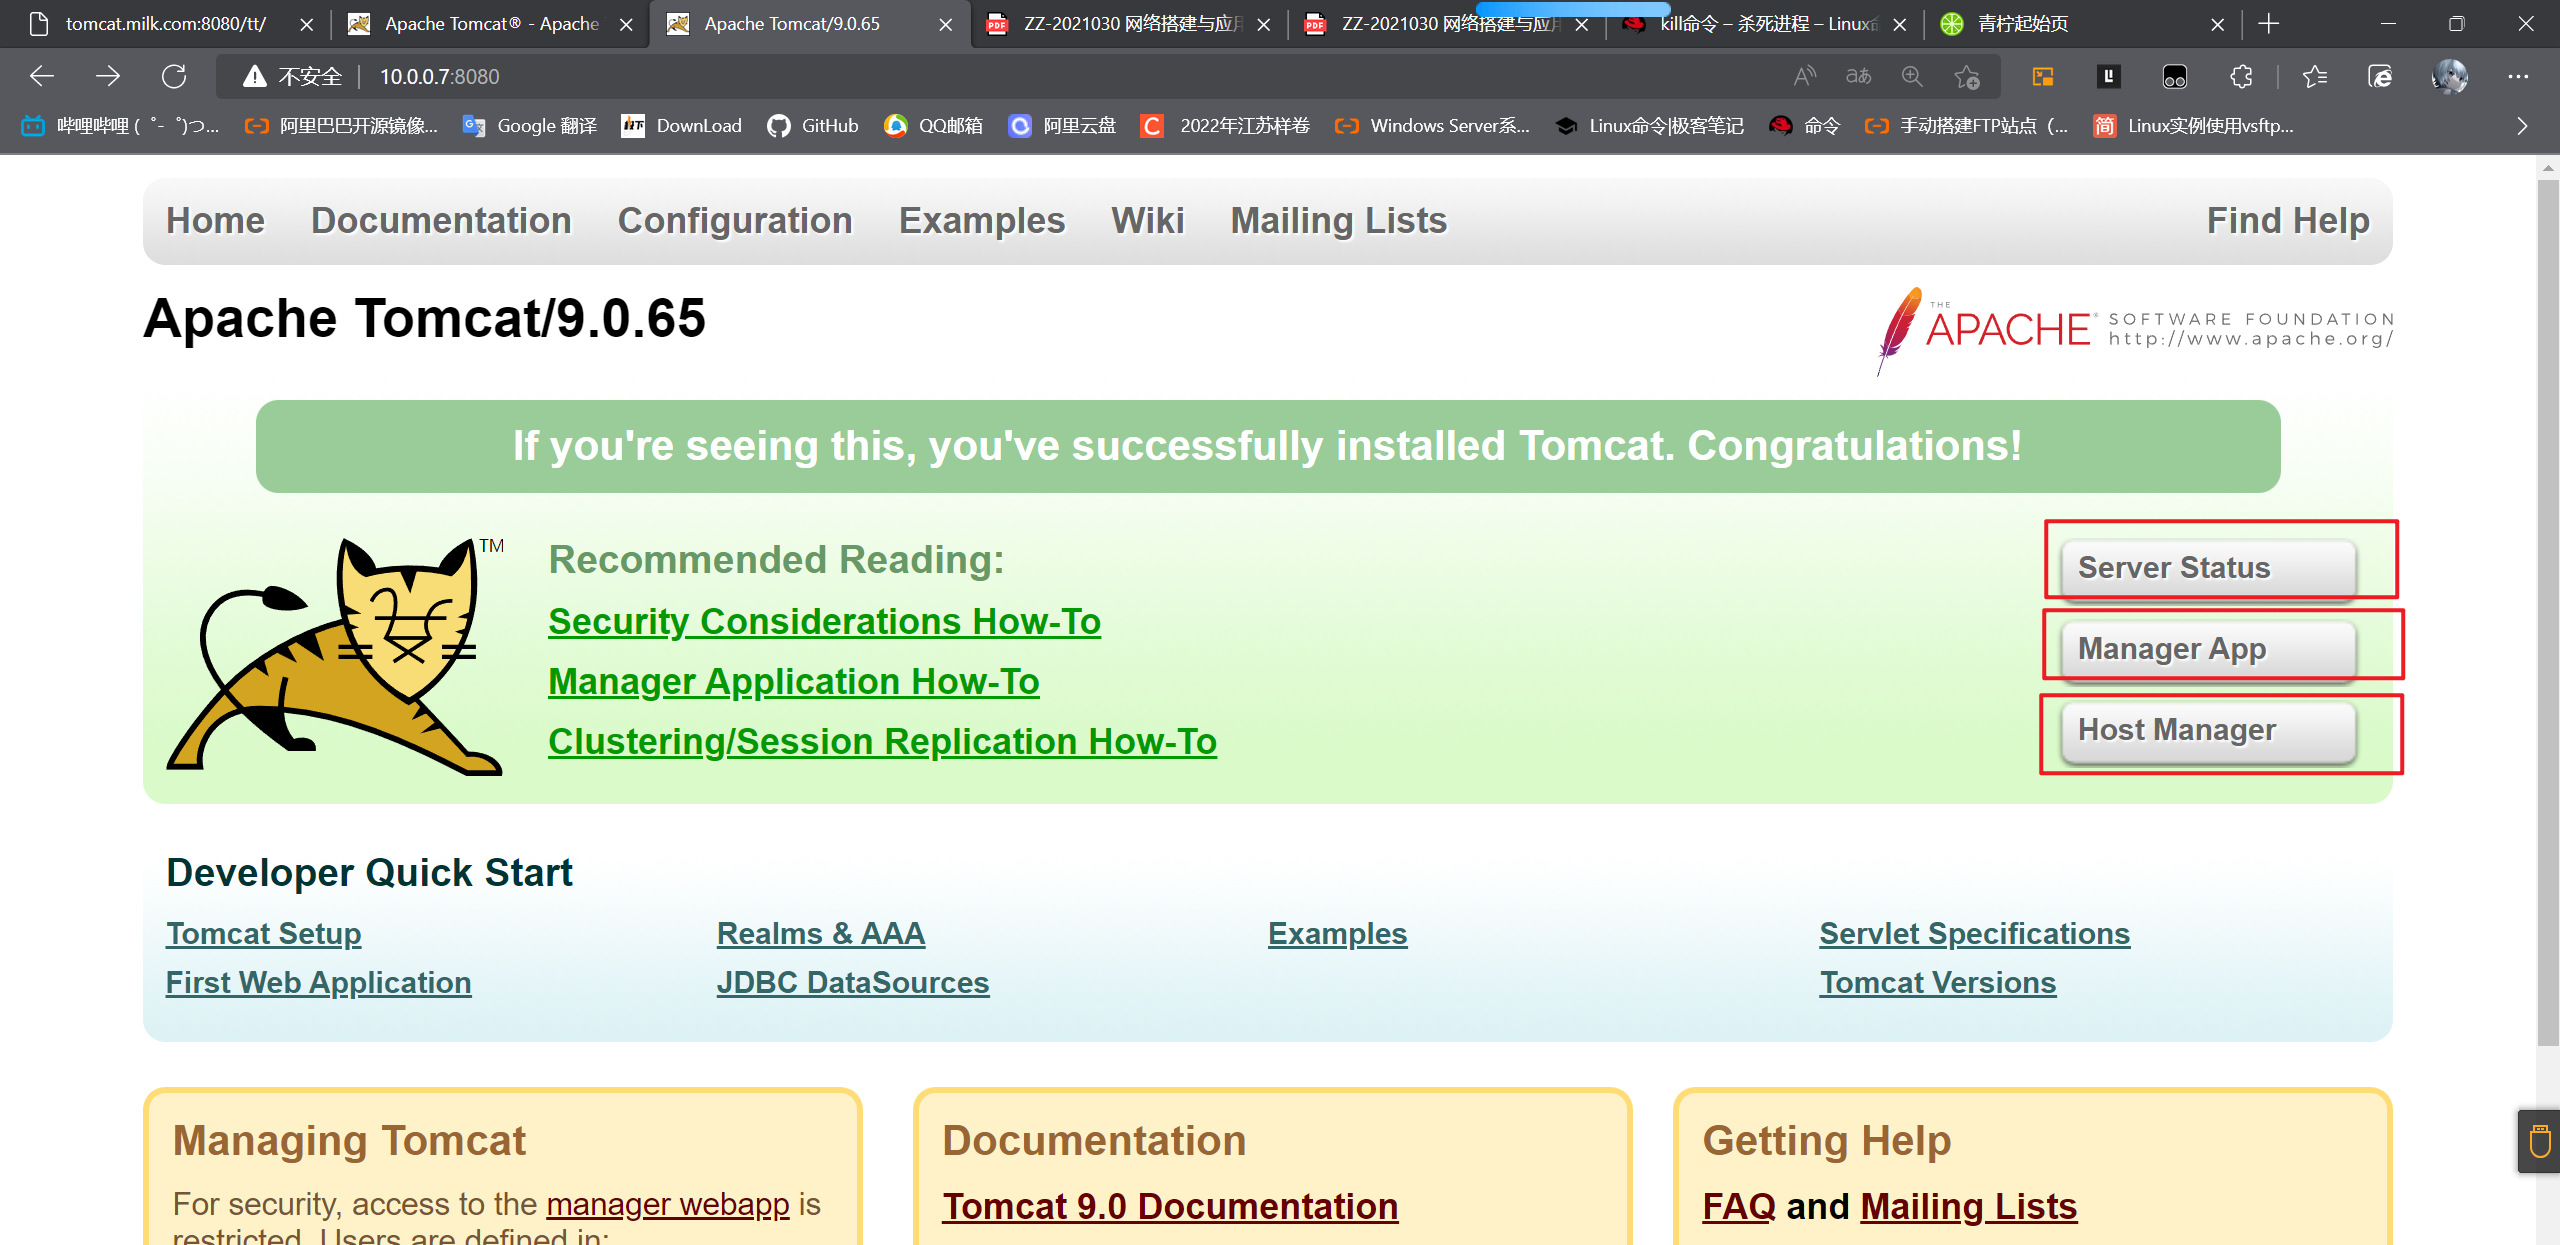 tomcat.milk.com:8080/tt/
Apache Tomcat® - Apache
Apache Tomcat/9.0.65
ZZ-2021030 网络搭建与应用
ZZ-2021030 网络搭建与应用
kill命令 – 杀死进程 – Linux
青柠起始页
不安全
10.0.0.7:8080
哔哩哔哩 ( ゜- ゜)つ...
阿里巴巴开源镜像...
Google 翻译
DownLoad
GitHub
QQ邮箱
阿里云盘
2022年江苏样卷
Windows Server系...
Linux命令|极客笔记
命令
手动搭建FTP站点（...
Linux实例使用vsftp...
Home Documentation Configuration Examples Wiki Mailing Lists Find Help
Apache Tomcat/9.0.65
THE
APACHE® SOFTWARE FOUNDATION
http://www.apache.org/
If you're seeing this, you've successfully installed Tomcat. Congratulations!
TM
Recommended Reading:
Security Considerations How-To
Manager Application How-To
Clustering/Session Replication How-To
Server Status
Manager App
Host Manager
Developer Quick Start
Tomcat Setup
First Web Application
Realms & AAA
JDBC DataSources
Examples
Servlet Specifications
Tomcat Versions
Managing Tomcat
For security, access to the manager webapp is
restricted. Users are defined in:
Documentation
Tomcat 9.0 Documentation
Getting Help
FAQ and Mailing Lists